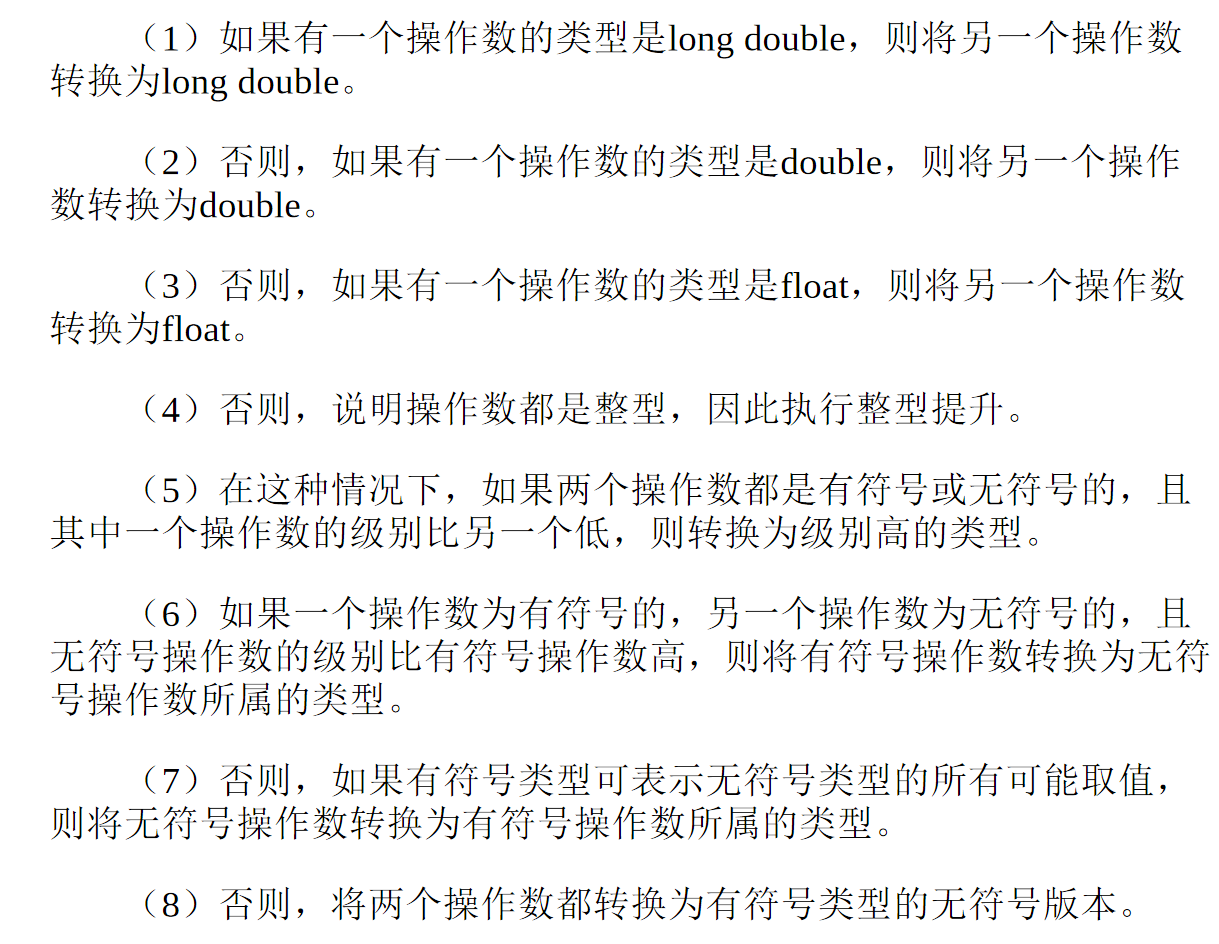 （1）如果有一个操作数的类型是long double，则将另一个操作数
转换为long double。
（2）否则，如果有一个操作数的类型是double，则将另一个操作
数转换为double。
（3）否则，如果有一个操作数的类型是float，则将另一个操作数
转换为float。
（4）否则，说明操作数都是整型，因此执行整型提升。
（5）在这种情况下，如果两个操作数都是有符号或无符号的，且
其中一个操作数的级别比另一个低，则转换为级别高的类型。
（6）如果一个操作数为有符号的，另一个操作数为无符号的，且
无符号操作数的级别比有符号操作数高，则将有符号操作数转换为无符
号操作数所属的类型。
（7）否则，如果有符号类型可表示无符号类型的所有可能取值，
则将无符号操作数转换为有符号操作数所属的类型。
（8）否则，将两个操作数都转换为有符号类型的无符号版本。